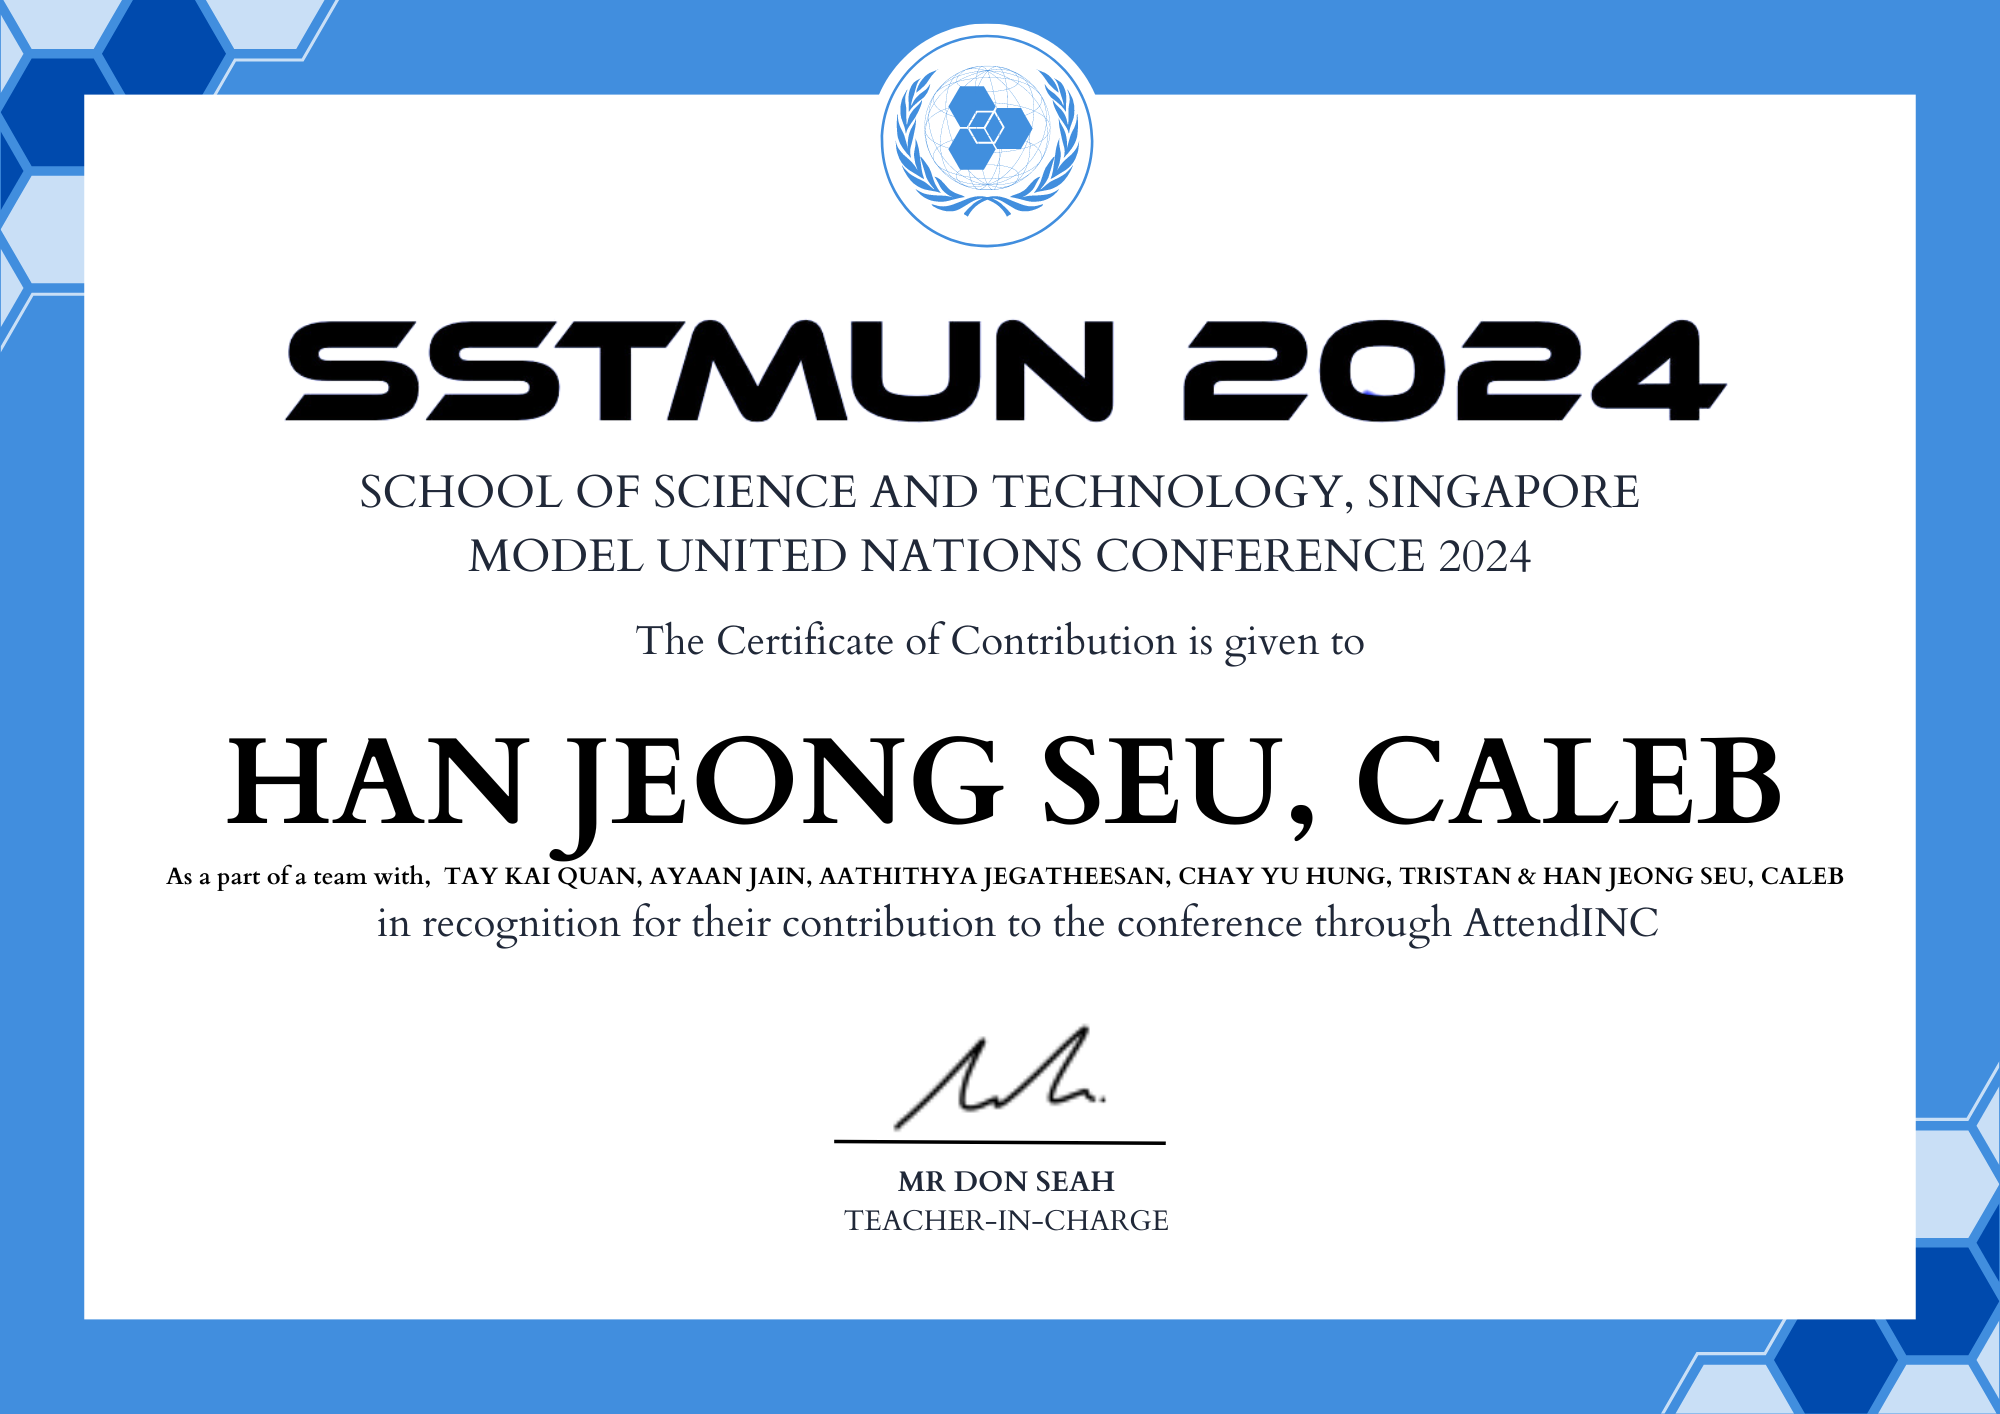 SSTMUN 2024
SCHOOL OF SCIENCE AND TECHNOLOGY, SINGAPORE
MODEL UNITED NATIONS CONFERENCE 2024
The Certificate of Contribution is given to
HAN JEONG SEU, CALEB
As a part of a team with, TAY KAI QUAN, AYAAN JAIN, AATHITHYA JEGATHEESAN, CHAY YU HUNG, TRISTAN & HAN JEONG SEU, CALEB
in recognition for their contribution to the conference through AttendINC
MR DON SEAH
TEACHER-IN-CHARGE